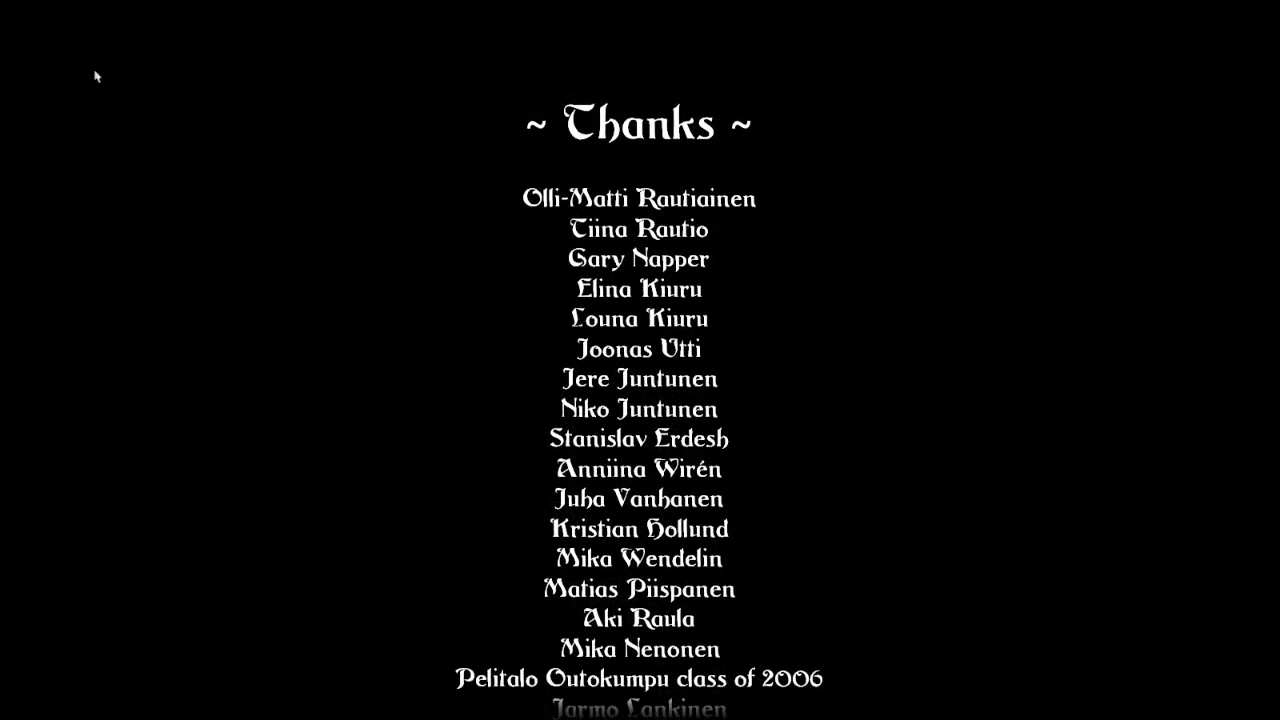 ~ Thanks ~
Olli-Matti Rautiainen
Tiina Rautio
Gary Napper
Elina Kiuru
Louna Kiuru
Joonas Utti
Jere Juntunen
Niko Juntunen
Stanislav Erdesh
Anniina Wirén
Juha Vanhanen
Kristian Hollund
Mika Wendelin
Matias Piispanen
Aki Raula
Mika Nenonen
Pelitalo Outokumpu class of 2006
Jarmo Lankinen